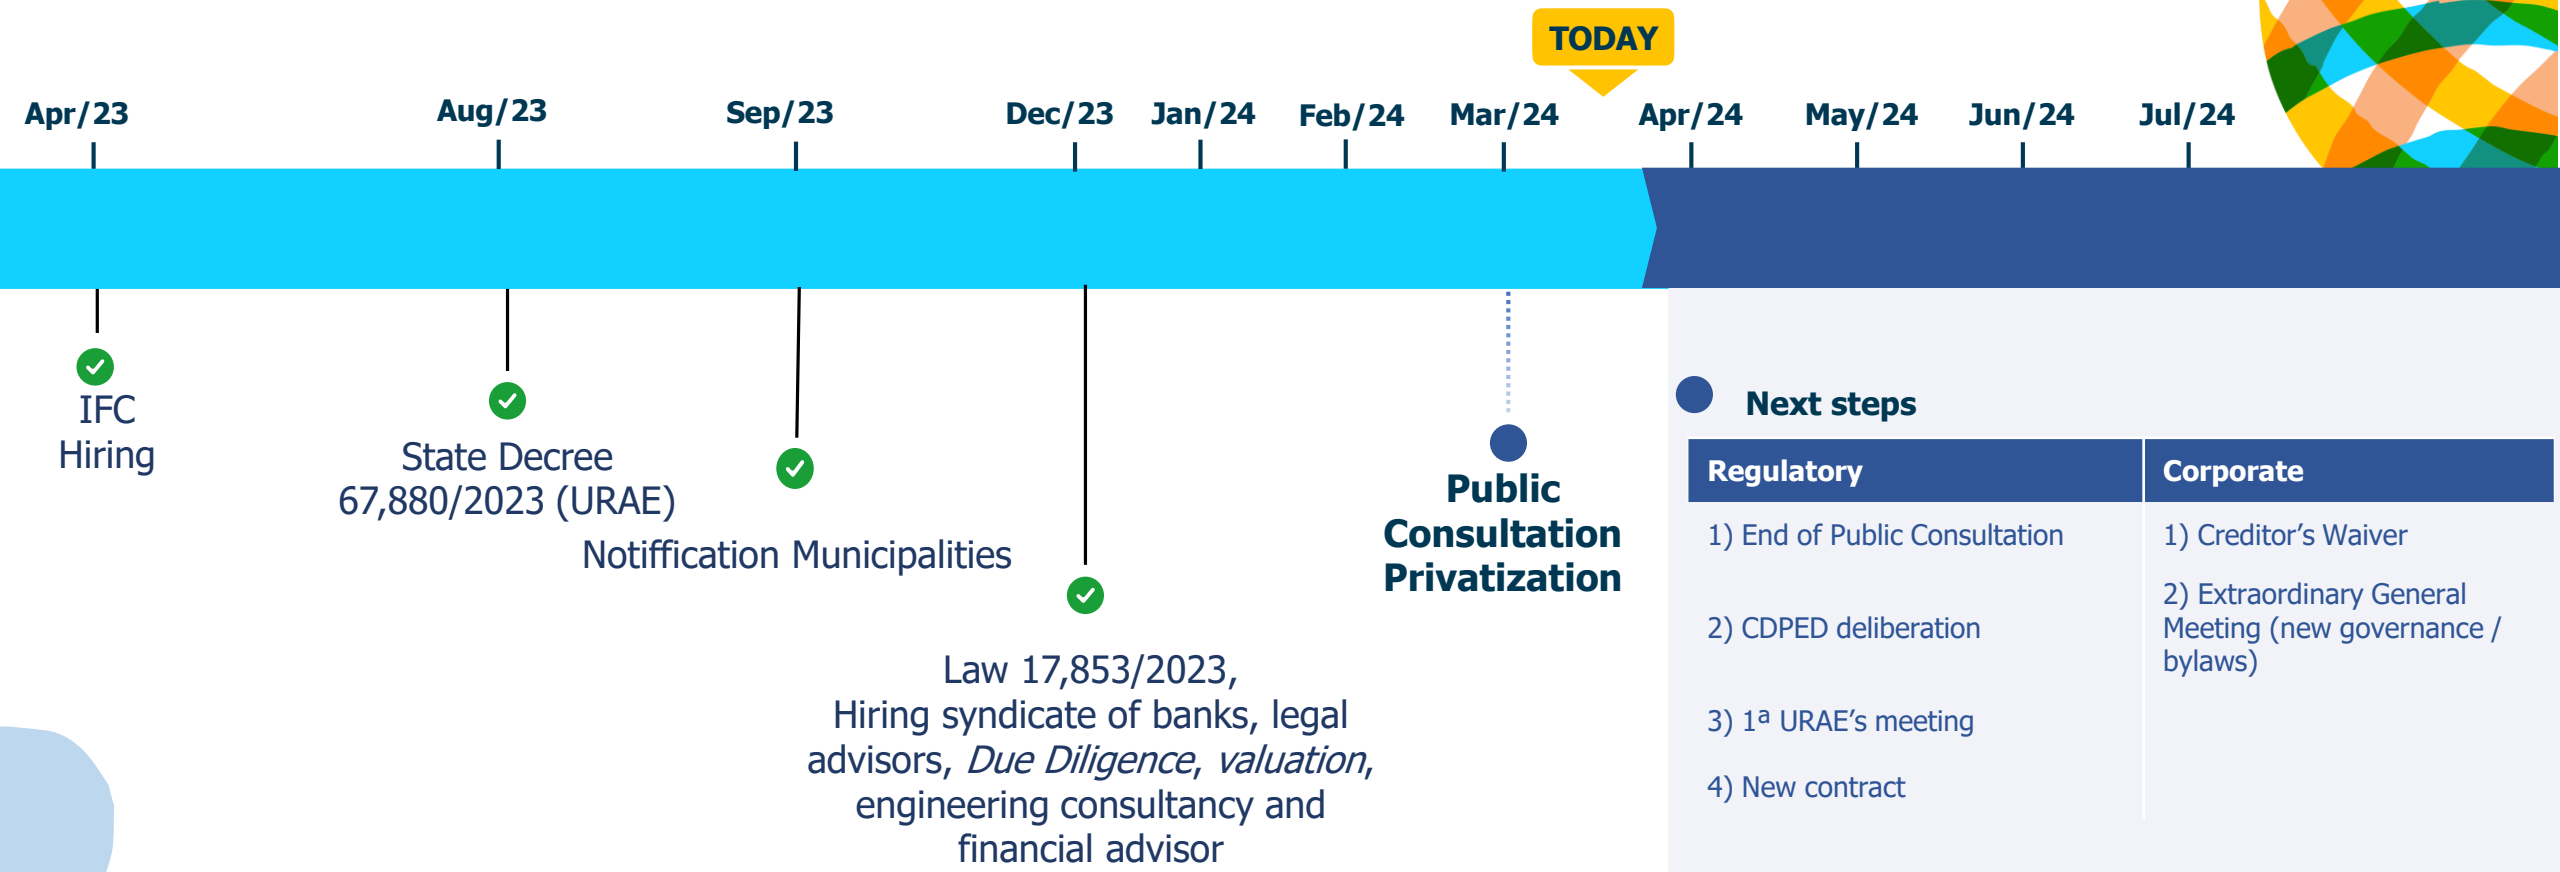 TODAY
Apr/23
Aug/23
Sep/23
Dec/23
Jan/24
Feb/24
Mar/24
Apr/24
May/24
Jun/24
Jul/24
IFC
Hiring
State Decree
67,880/2023 (URAE)
Notiffication Municipalities
Law 17,853/2023,
Hiring syndicate of banks, legal
advisors, Due Diligence, valuation,
engineering consultancy and
financial advisor
Public
Consultation
Privatization
Next steps
Regulatory
1) End of Public Consultation
2) CDPED deliberation
3) 1ª URAE’s meeting
4) New contract
Corporate
1) Creditor’s Waiver
2) Extraordinary General
Meeting (new governance /
bylaws)